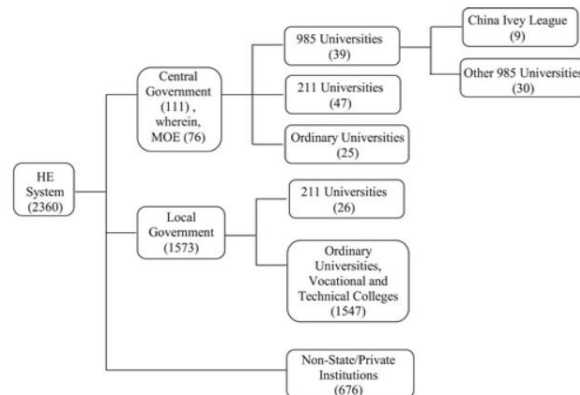 HE
System
(2360)
Central
Government
(111) ,
wherein,
MOE (76)
985 Universities
(39)
China Ivey League
(9)
Other 985 Universities
(30)
211 Universities
(47)
Ordinary Universities
(25)
Local
Government
(1573)
211 Universities
(26)
Ordinary
Universities,
Vocational and
Technical Colleges
(1547)
Non-State/Private
Institutions
(676)